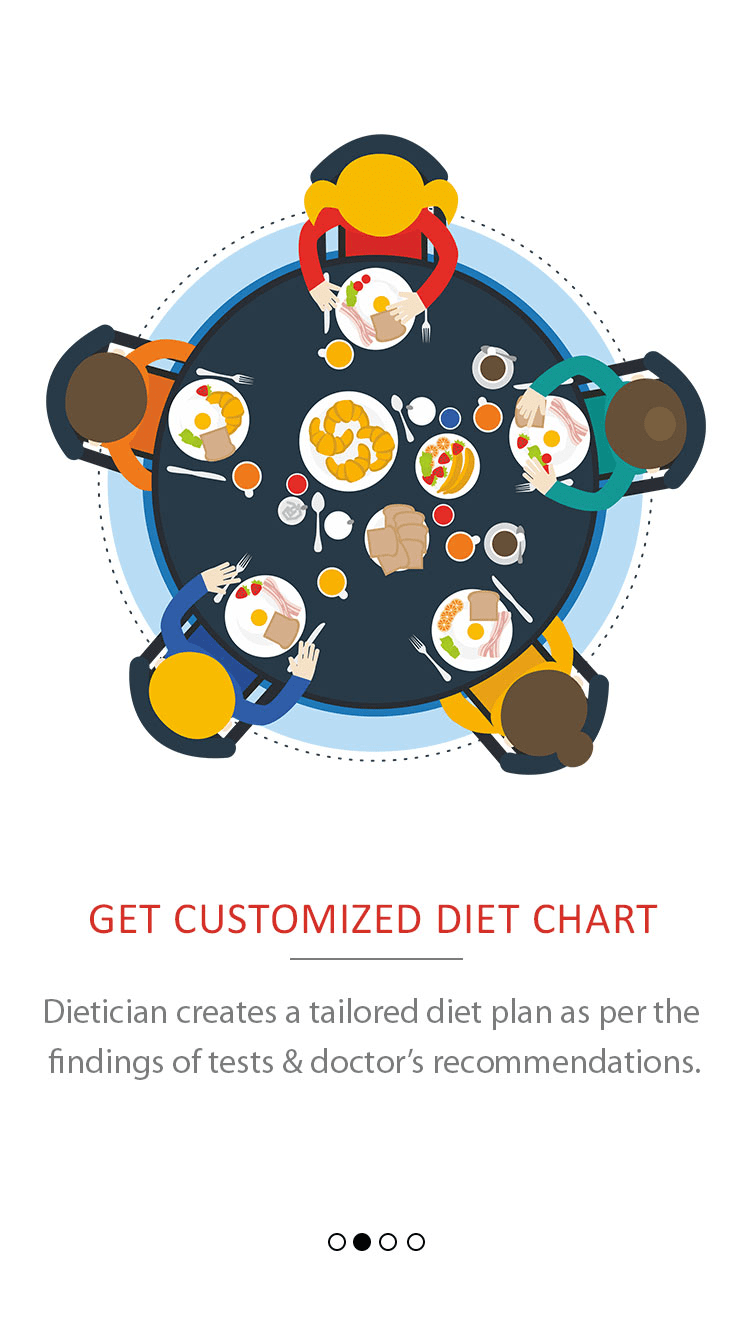 GET CUSTOMIZED DIET CHART
Dietician creates a tailored diet plan as per the
findings of tests & doctor’s recommendations.